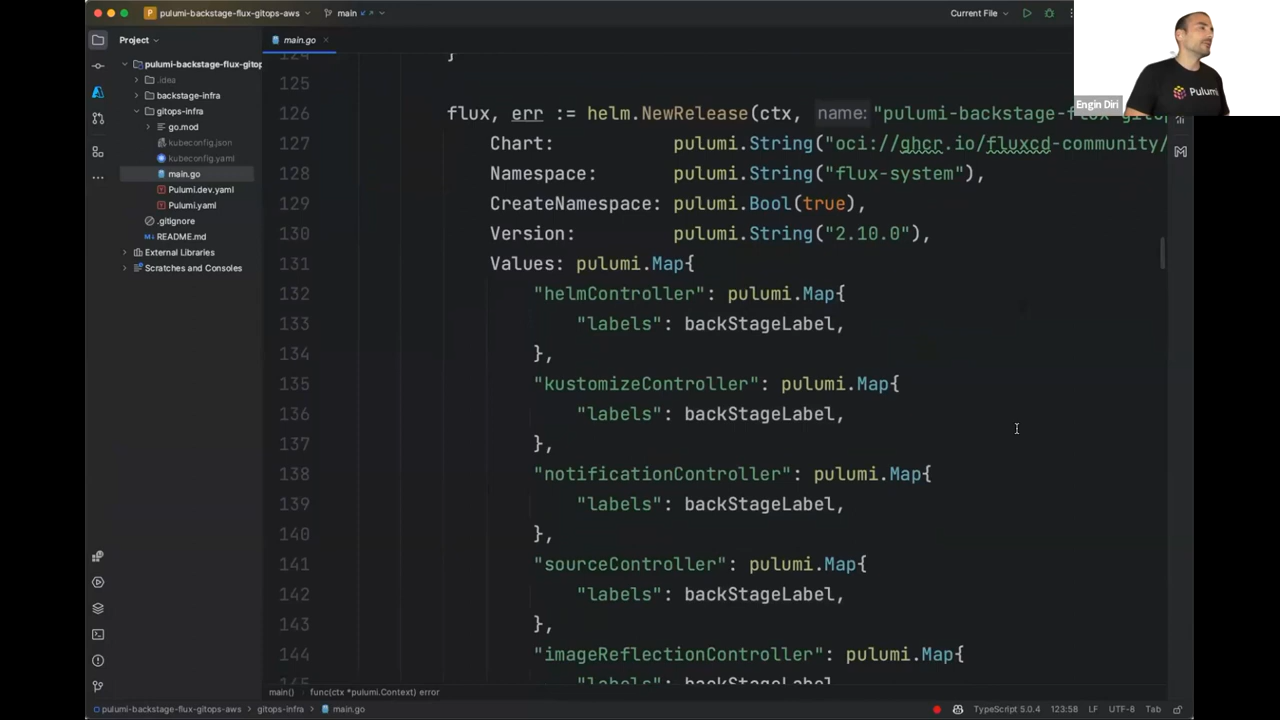 pulumi-backstage-flux-gitops-aws
main
Current File
Project
main.go
pulumi-backstage-flux-gitop
.idea
backstage-infra
gitops-infra
go.mod
kubeconfig.json
kubeconfig.yaml
main.go
Pulumi.dev.yaml
Pulumi.yaml
.gitignore
README.md
External Libraries
Scratches and Consoles
124 }
125
126 flux, err := helm.NewRelease(ctx, name: "pulumi-backstage-flux-gitop
127 Chart: pulumi.String("oci://ghcr.io/fluxcd-community/
128 Namespace: pulumi.String("flux-system"),
129 CreateNamespace: pulumi.Bool(true),
130 Version: pulumi.String("2.10.0"),
131 Values: pulumi.Map{
132 "helmController": pulumi.Map{
133 "labels": backStageLabel,
134 },
135 "kustomizeController": pulumi.Map{
136 "labels": backStageLabel,
137 },
138 "notificationController": pulumi.Map{
139 "labels": backStageLabel,
140 },
141 "sourceController": pulumi.Map{
142 "labels": backStageLabel,
143 },
144 "imageReflectionController": pulumi.Map{
145 "labels": backStageLabel
Pulumi
Engin Diri
main() func(ctx *pulumi.Context) error
pulumi-backstage-flux-gitops-aws > gitops-infra > main.go
TypeScript 5.0.4 123:58 LF UTF-8 Tab